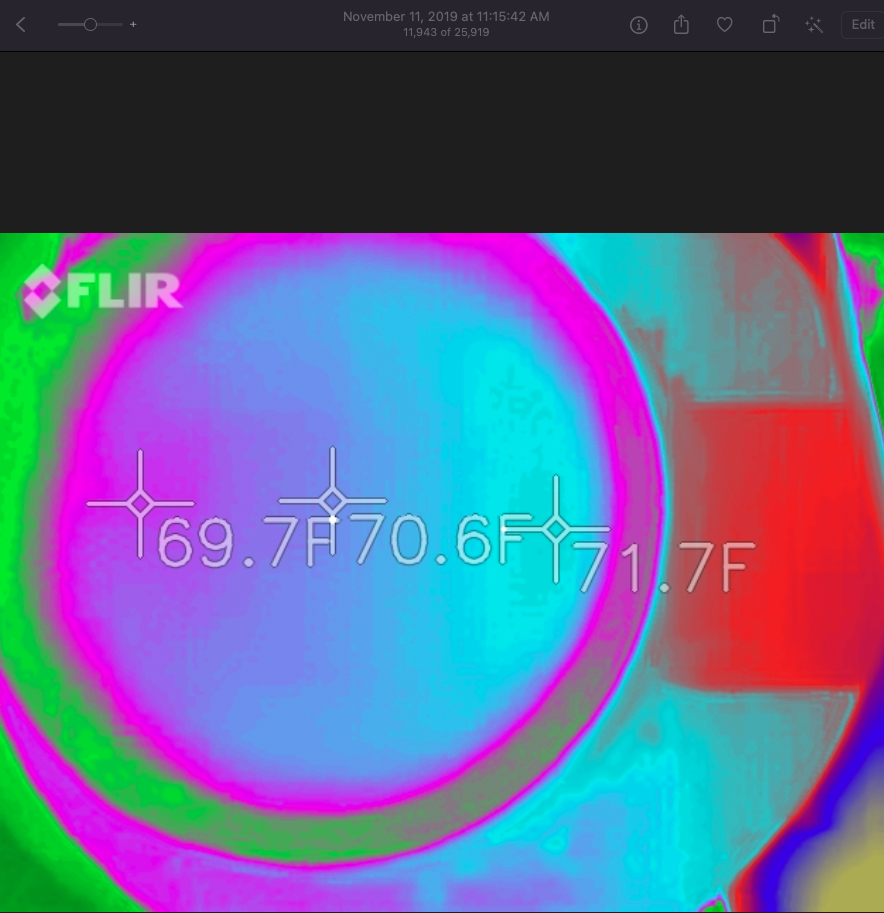 November 11, 2019 at 11:15:42 AM
11,943 of 25,919
Edit
FLIR
69.7F
70.6F
71.7F